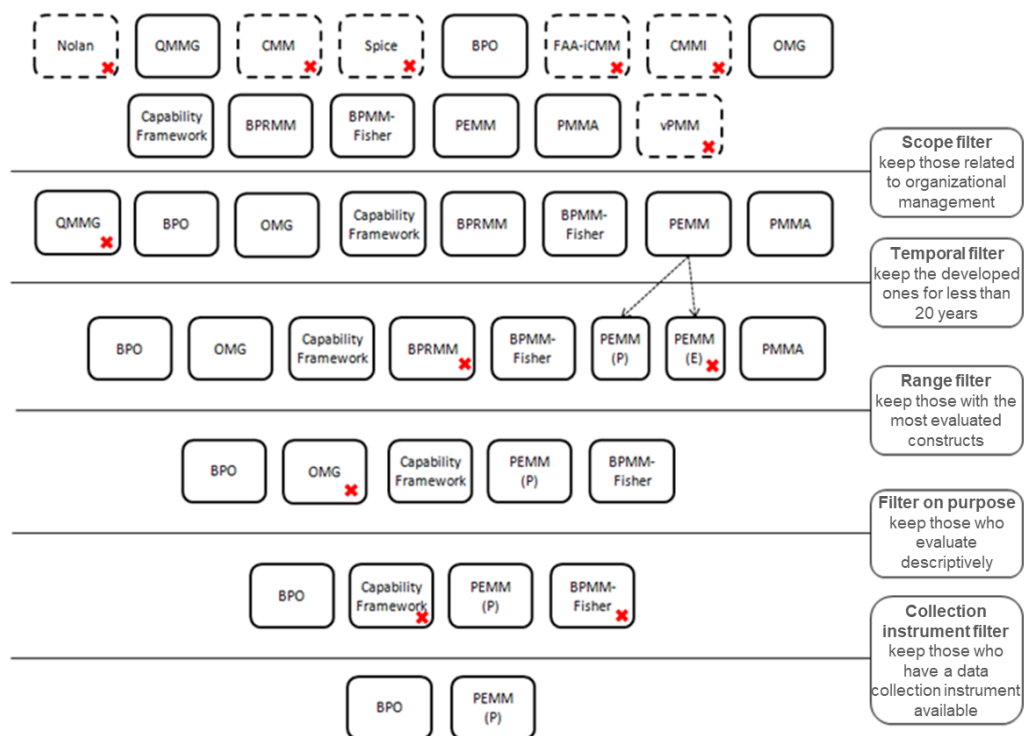 Nolan
QMMG
CMM
Spice
BPO
FAA-iCMM
CMMI
OMG
Capability
Framework
BPRMM
BPMM-
Fisher
PEMM
PMMA
vPMM
Scope filter
keep those related
to organizational
management
QMMG
BPO
OMG
Capability
Framework
BPRMM
BPMM-
Fisher
PEMM
PMMA
Temporal filter
keep the developed
ones for less than
20 years
BPO
OMG
Capability
Framework
BPRMM
BPMM-
Fisher
PEMM
(P)
PEMM
(E)
PMMA
Range filter
keep those with the
most evaluated
constructs
BPO
OMG
Capability
Framework
PEMM
(P)
BPMM-
Fisher
Filter on purpose
keep those who
evaluate
descriptively
BPO
Capability
Framework
PEMM
(P)
BPMM-
Fisher
Collection
instrument filter
keep those who
have a data
collection instrument
available
BPO
PEMM
(P)